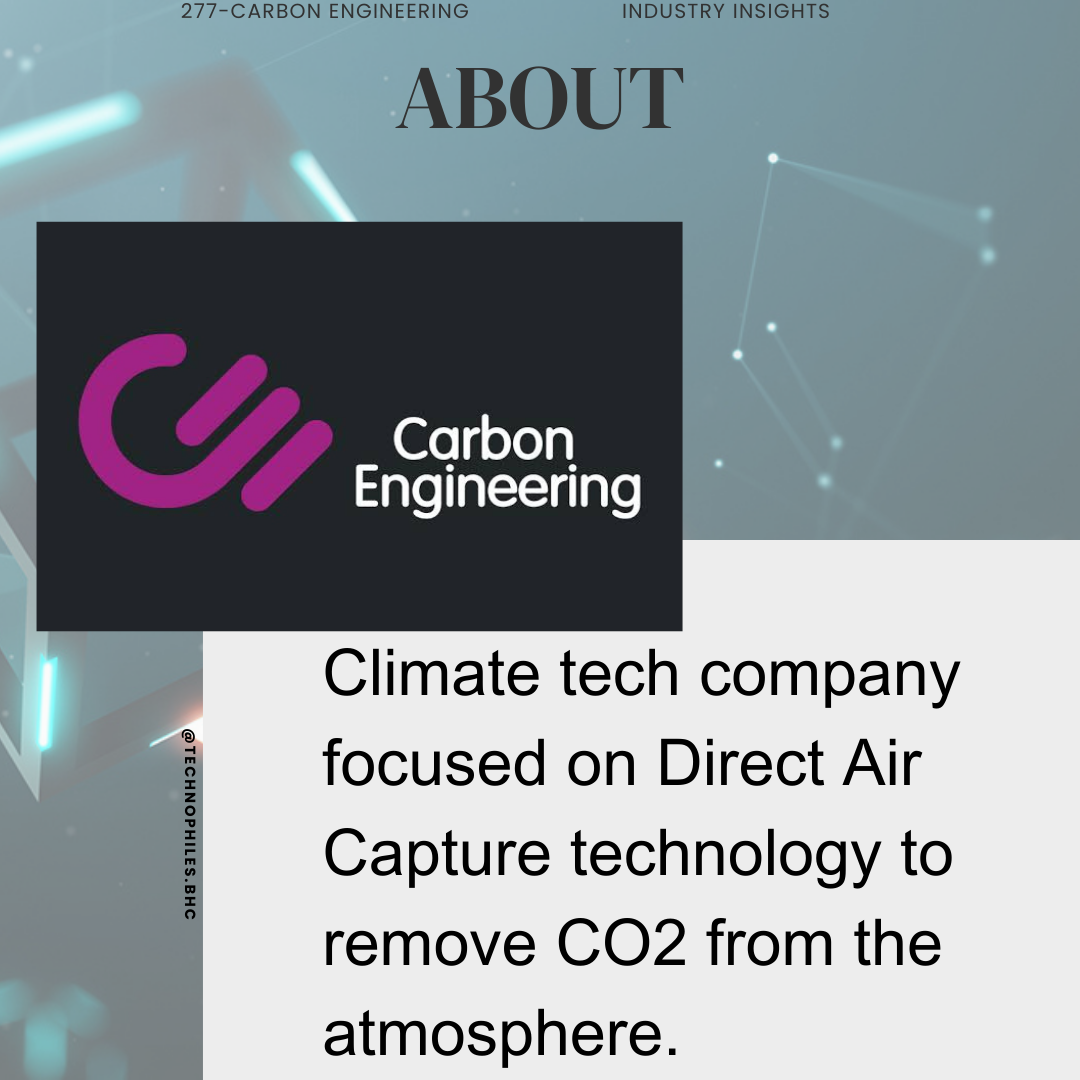 277-CARBON ENGINEERING
INDUSTRY INSIGHTS
ABOUT
Carbon
Engineering
Climate tech company
focused on Direct Air
Capture technology to
remove CO2 from the
atmosphere.
@TECHNOPHILES.BHC